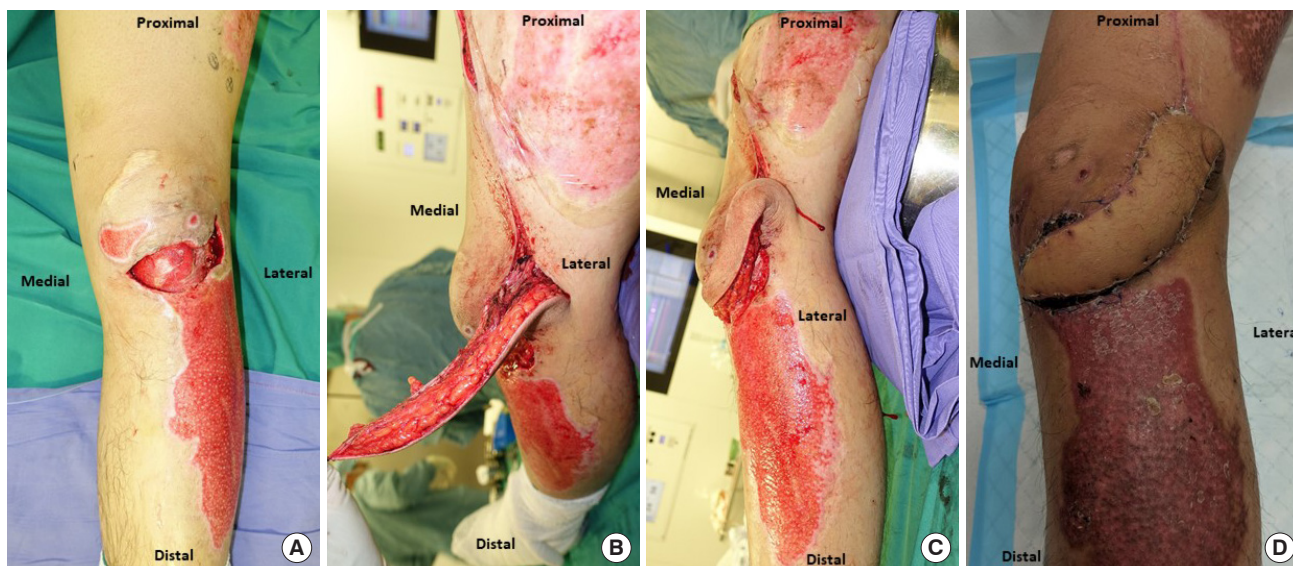 Proximal
Medial
Lateral
Distal
A
Proximal
Medial
Lateral
Distal
B
Proximal
Medial
Lateral
Distal
C
Proximal
Medial
Latera
Distal
D